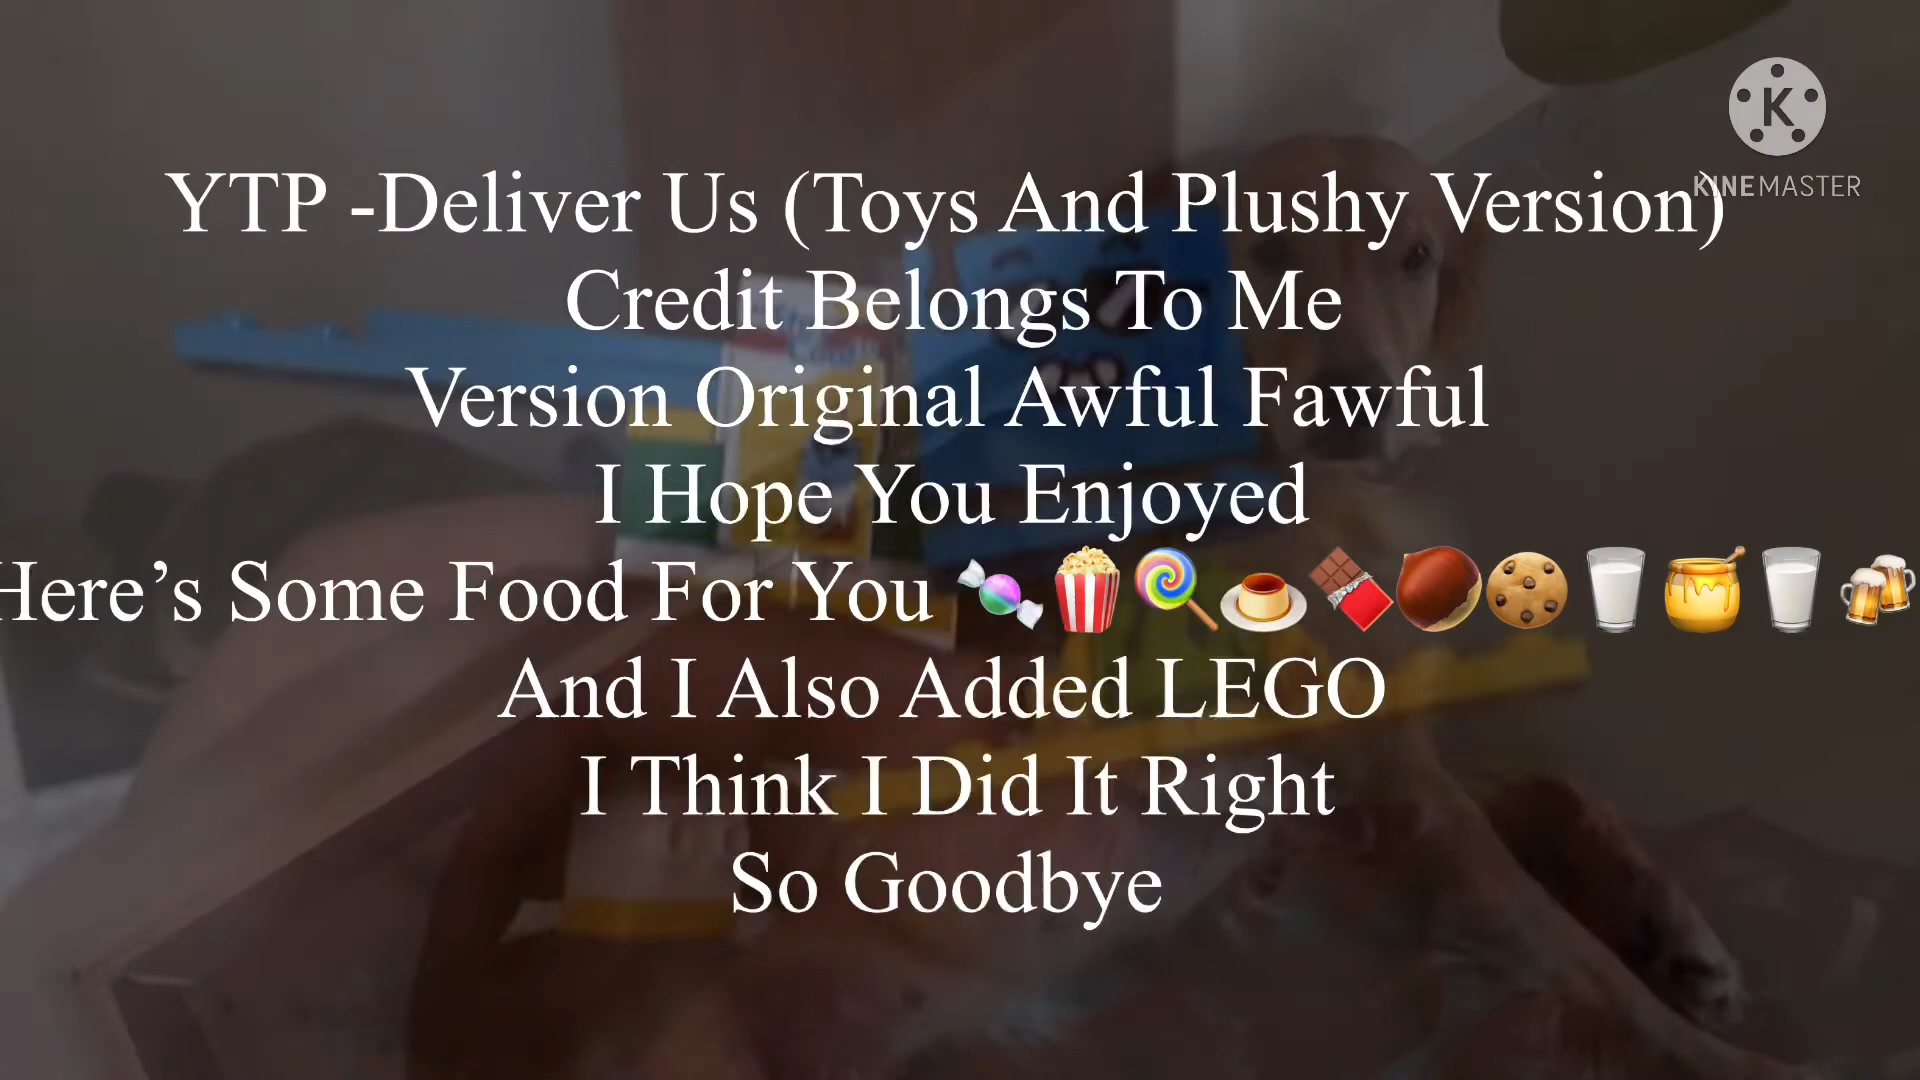 K
KINEMASTER
YTP -Deliver Us (Toys And Plushy Version)
Credit Belongs To Me
Version Original Awful Fawful
I Hope You Enjoyed
Here’s Some Food For You 🍬🍿🍭🍮🍫🌰🍪🥛🍯🥛🍻
And I Also Added LEGO
I Think I Did It Right
So Goodbye